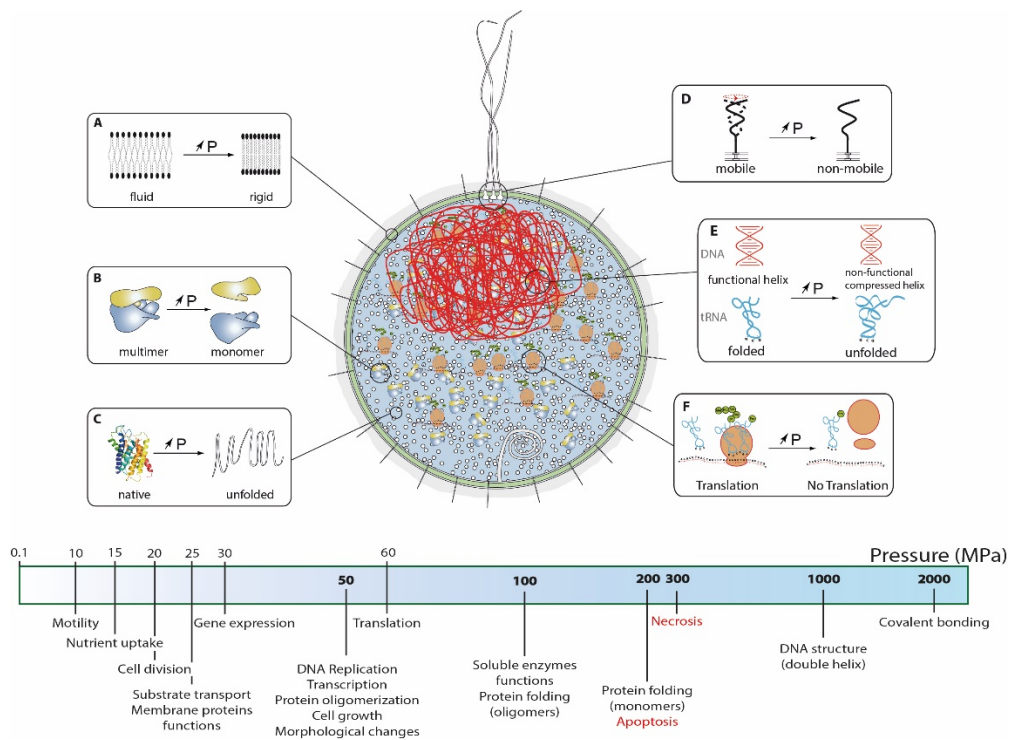 A
P
fluid
rigid
B
P
multimer
monomer
C
P
native
unfolded
D
P
mobile
non-mobile
E
DNA
functional helix
non-functional
compressed helix
P
tRNA
folded
unfolded
F
P
Translation
No Translation
Pressure (MPa)
0.1
10
15
20
25
30
50
60
100
200
300
1000
2000
Motility
Nutrient uptake
Cell division
Substrate transport
Membrane proteins
functions
Gene expression
DNA Replication
Transcription
Protein oligomerization
Cell growth
Morphological changes
Translation
Soluble enzymes
functions
Protein folding
(oligomers)
Protein folding
(monomers)
Apoptosis
Necrosis
DNA structure
(double helix)
Covalent bonding